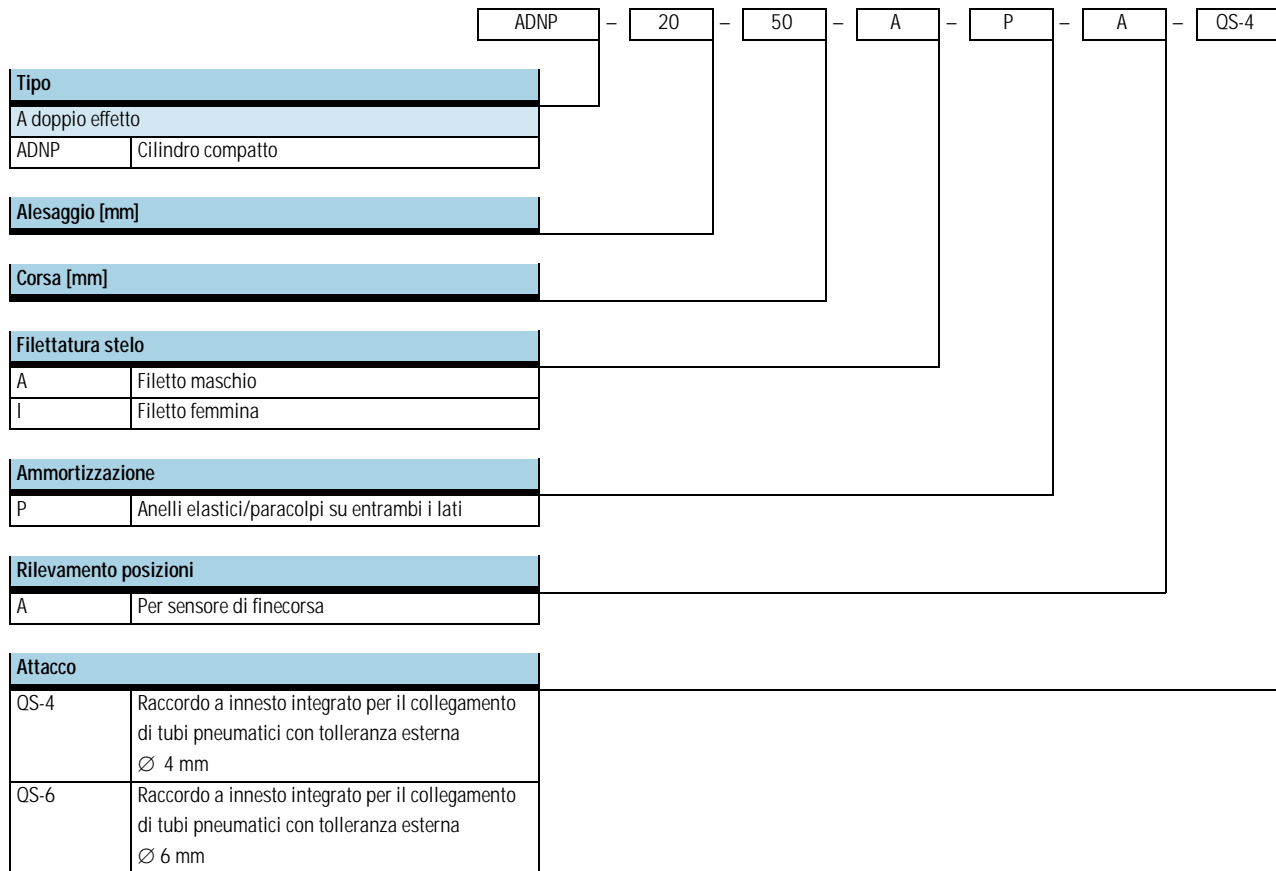 ADNP – 20 – 50 – A – P – A – QS-4
Tipo
A doppio effetto
ADNP Cilindro compatto
Alesaggio [mm]
Corsa [mm]
Filettatura stelo
A Filetto maschio
I Filetto femmina
Ammortizzazione
P Anelli elastici/paracolpi su entrambi i lati
Rilevamento posizioni
A Per sensore di finecorsa
Attacco
QS-4 Raccordo a innesto integrato per il collegamento
di tubi pneumatici con tolleranza esterna
∅ 4 mm
QS-6 Raccordo a innesto integrato per il collegamento
di tubi pneumatici con tolleranza esterna
∅ 6 mm